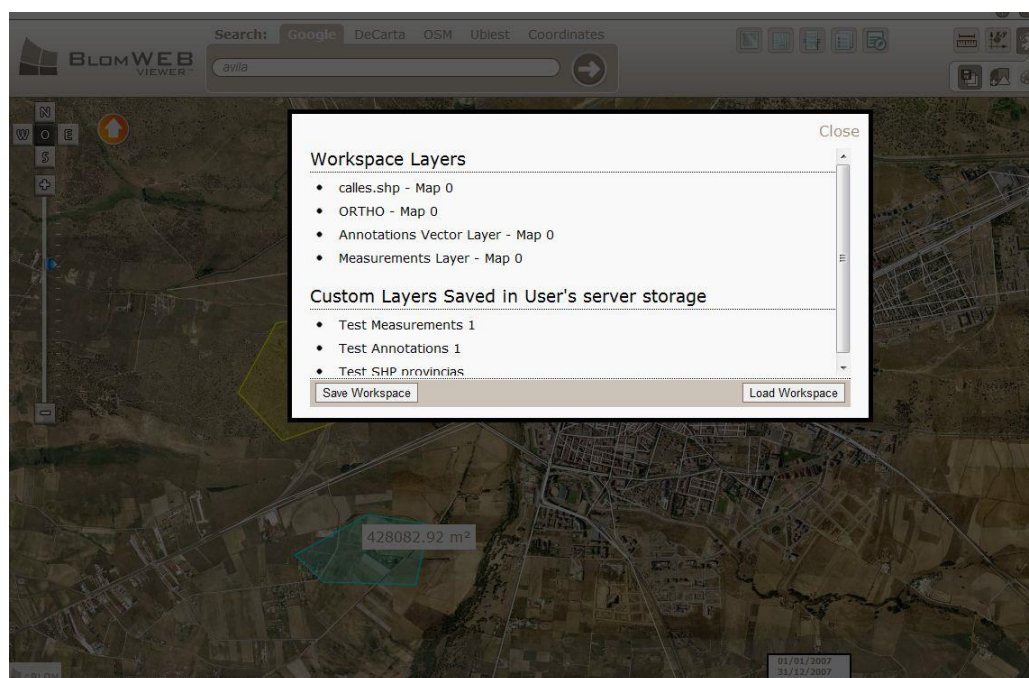 Search: Google DeCarta OSM Ubiest Coordinates
BLOMWEB
VIEWER™
avila
N
W O E
S
Close
Workspace Layers
• calles.shp - Map 0
• ORTHO - Map 0
• Annotations Vector Layer - Map 0
• Measurements Layer - Map 0
Custom Layers Saved in User's server storage
• Test Measurements 1
• Test Annotations 1
• Test SHP provincias
Save Workspace Load Workspace
428082.92 m²
01/01/2007
31/12/2007
BLOM